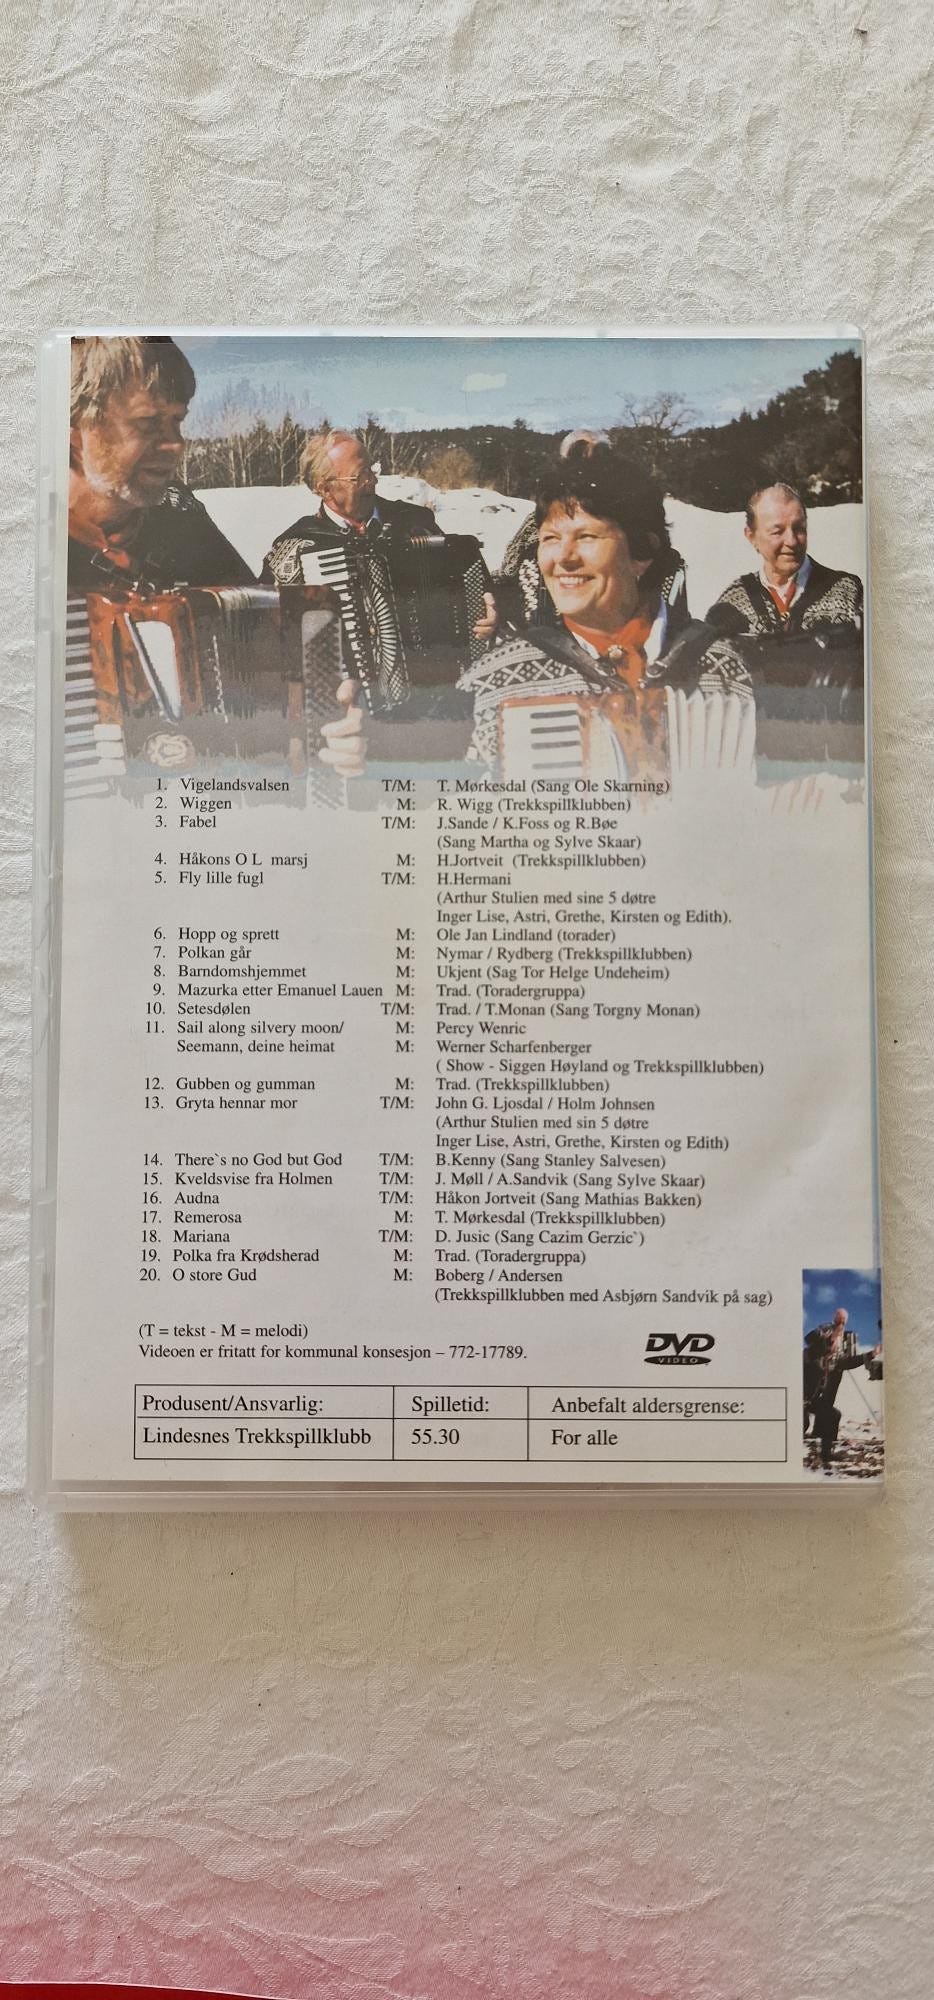 1. Vigelandsvalsen T/M: T. Mørkesdal (Sang Ole Skarning)
2. Wiggen M: R. Wigg (Trekkspillklubben)
3. Fabel T/M: J.Sande / K.Foss og R.Bøe
(Sang Martha og Sylve Skaar)
4. Håkons O L marsj M: H.Jortveit (Trekkspillklubben)
5. Fly lille fugl T/M: H.Hermani
(Arthur Stulien med sine 5 døtre
Inger Lise, Astri, Grethe, Kirsten og Edith).
6. Hopp og sprett M: Ole Jan Lindland (torader)
7. Polkan går M: Nymar / Rydberg (Trekkspillklubben)
8. Barndomshjemmet M: Ukjent (Sag Tor Helge Undeheim)
9. Mazurka etter Emanuel Lauen M: Trad. (Toradergruppa)
10. Setesdølen T/M: Trad. / T.Monan (Sang Torgny Monan)
11. Sail along silvery moon/ M: Percy Wenric
Seemann, deine heimat M: Werner Scharfenberger
( Show - Siggen Høyland og Trekkspillklubben)
12. Gubben og gumman M: Trad. (Trekkspillklubben)
13. Gryta hennar mor T/M: John G. Ljosdal / Holm Johnsen
(Arthur Stulien med sin 5 døtre
Inger Lise, Astri, Grethe, Kirsten og Edith)
14. There`s no God but God T/M: B.Kenny (Sang Stanley Salvesen)
15. Kveldsvise fra Holmen T/M: J. Møll / A.Sandvik (Sang Sylve Skaar)
16. Audna T/M: Håkon Jortveit (Sang Mathias Bakken)
17. Remerosa M: T. Mørkesdal (Trekkspillklubben)
18. Mariana T/M: D. Jusic (Sang Cazim Gerzic`)
19. Polka fra Krødsherad M: Trad. (Toradergruppa)
20. O store Gud M: Boberg / Andersen
(Trekkspillklubben med Asbjørn Sandvik på sag)
(T = tekst - M = melodi)
Videoen er fritatt for kommunal konsesjon – 772-17789.
DVD
VIDEO
Produsent/Ansvarlig: Spilletid: Anbefalt aldersgrense:
Lindesnes Trekkspillklubb 55.30 For alle